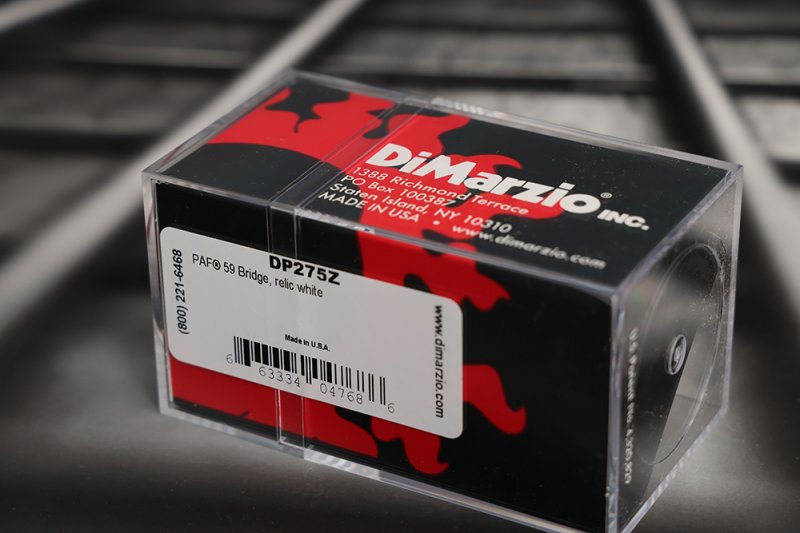 DiMarzio® INC.
1388 Richmond Terrace
PO Box 100387
Staten Island, NY 10310
MADE IN USA • www.dimarzio.com
DP275Z
PAF® 59 Bridge, relic white
(800) 221-6468
www.dimarzio.com
Made in U.S.A.
6 63334 04768 6